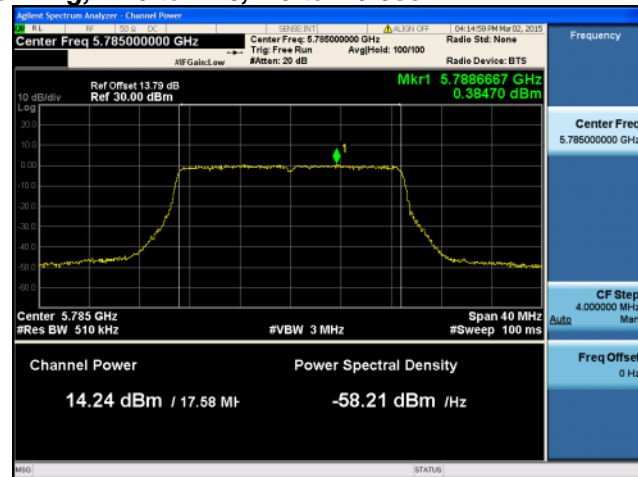 Agilent Spectrum Analyzer - Channel Power
RL RF 50 Ω DC SENSE:INT ALIGN OFF 04:14:59 PM Mar 02, 2015
Center Freq 5.785000000 GHz
Center Freq: 5.785000000 GHz
Radio Std: None
Trig: Free Run Avg|Hold: 100/100
#IFGain:Low
#Atten: 20 dB
Radio Device: BTS
Frequency
Ref Offset 13.79 dB
Mkr1 5.7886667 GHz
10 dB/div Ref 30.00 dBm
0.38470 dBm
Log
20.0
10.0
0.00
-10.0
-20.0
-30.0
-40.0
-50.0
-60.0
1
Center Freq
5.785000000 GHz
Center 5.785 GHz
Span 40 MHz
#Res BW 510 kHz
#VBW 3 MHz
#Sweep 100 ms
CF Step
4.000000 MHz
Auto Man
Channel Power
Power Spectral Density
14.24 dBm / 17.58 MH
-58.21 dBm /Hz
Freq Offset
0 Hz
MSG
STATUS